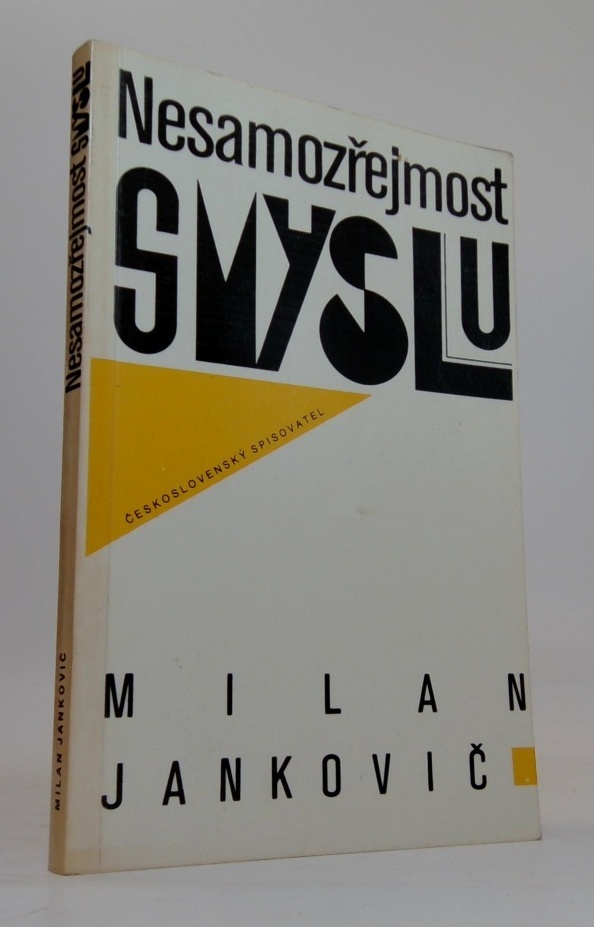 Nesamozřejmost
SMYSLU
ČESKOSLOVENSKÝ SPISOVATEL
MILAN
JANKOVIČ
Nesamozřejmost SMYSLU
MILAN JANKOVIČ